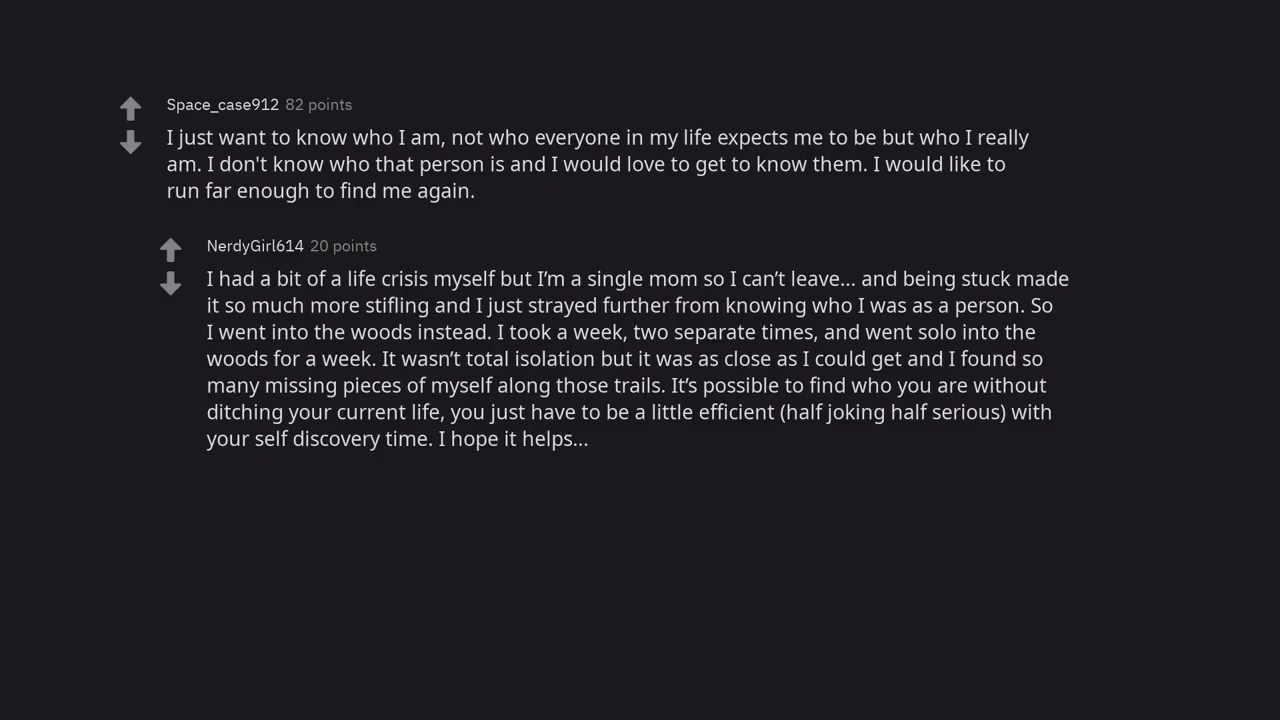 Space_case912 82 points
I just want to know who I am, not who everyone in my life expects me to be but who I really
am. I don't know who that person is and I would love to get to know them. I would like to
run far enough to find me again.
NerdyGirl614 20 points
I had a bit of a life crisis myself but I’m a single mom so I can’t leave... and being stuck made
it so much more stifling and I just strayed further from knowing who I was as a person. So
I went into the woods instead. I took a week, two separate times, and went solo into the
woods for a week. It wasn’t total isolation but it was as close as I could get and I found so
many missing pieces of myself along those trails. It’s possible to find who you are without
ditching your current life, you just have to be a little efficient (half joking half serious) with
your self discovery time. I hope it helps...